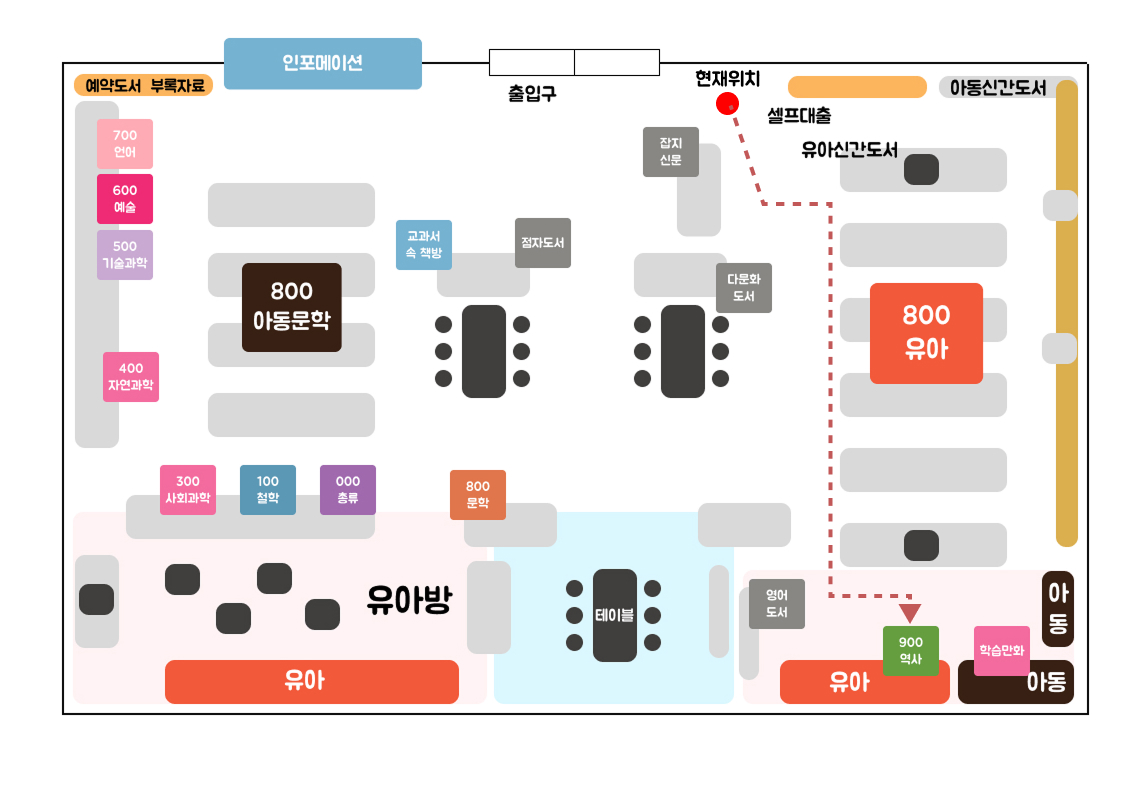 인포메이션
현재위치
예약도서 부록자료
출입구
아동신간도서
셀프대출
700
언어
잡지
신문
유아신간도서
600
예술
500
기술과학
교과서
속 책방
점자도서
다문화
도서
800
아동문학
800
유아
400
자연과학
300
사회과학
100
철학
000
총류
800
문학
유아방
테이블
영어
도서
아
동
900
역사
학습만화
유아
유아
아동